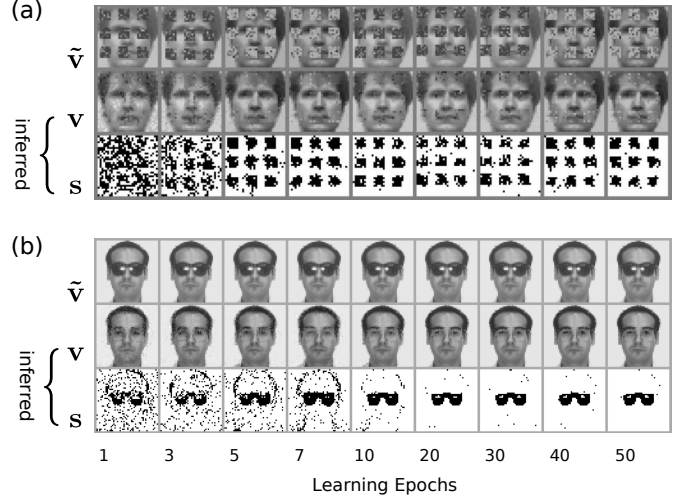 (a)
ṽ
v
s
inferred
(b)
ṽ
v
s
inferred
1 3 5 7 10 20 30 40 50
Learning Epochs